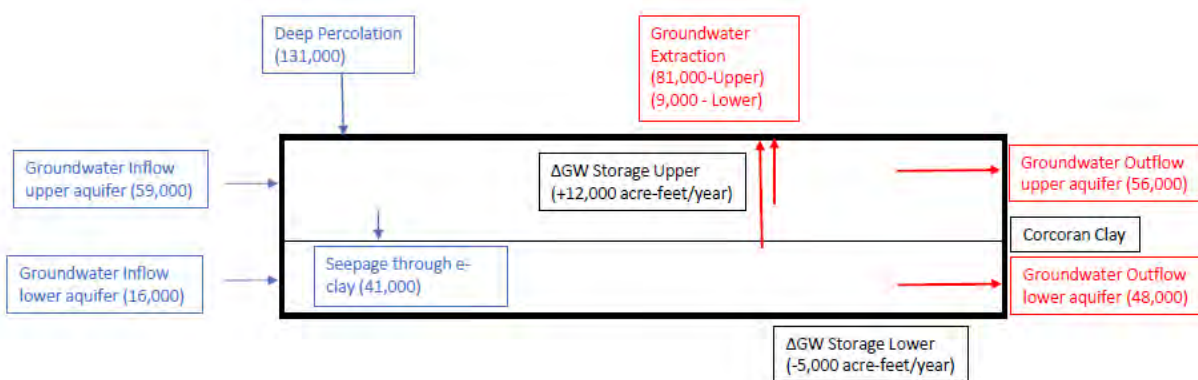 Deep Percolation
(131,000)
Groundwater
Extraction
(81,000-Upper)
(9,000 - Lower)
Groundwater Inflow
upper aquifer (59,000)
ΔGW Storage Upper
(+12,000 acre-feet/year)
Groundwater Outflow
upper aquifer (56,000)
Corcoran Clay
Groundwater Inflow
lower aquifer (16,000)
Seepage through e-
clay (41,000)
Groundwater Outflow
lower aquifer (48,000)
ΔGW Storage Lower
(-5,000 acre-feet/year)